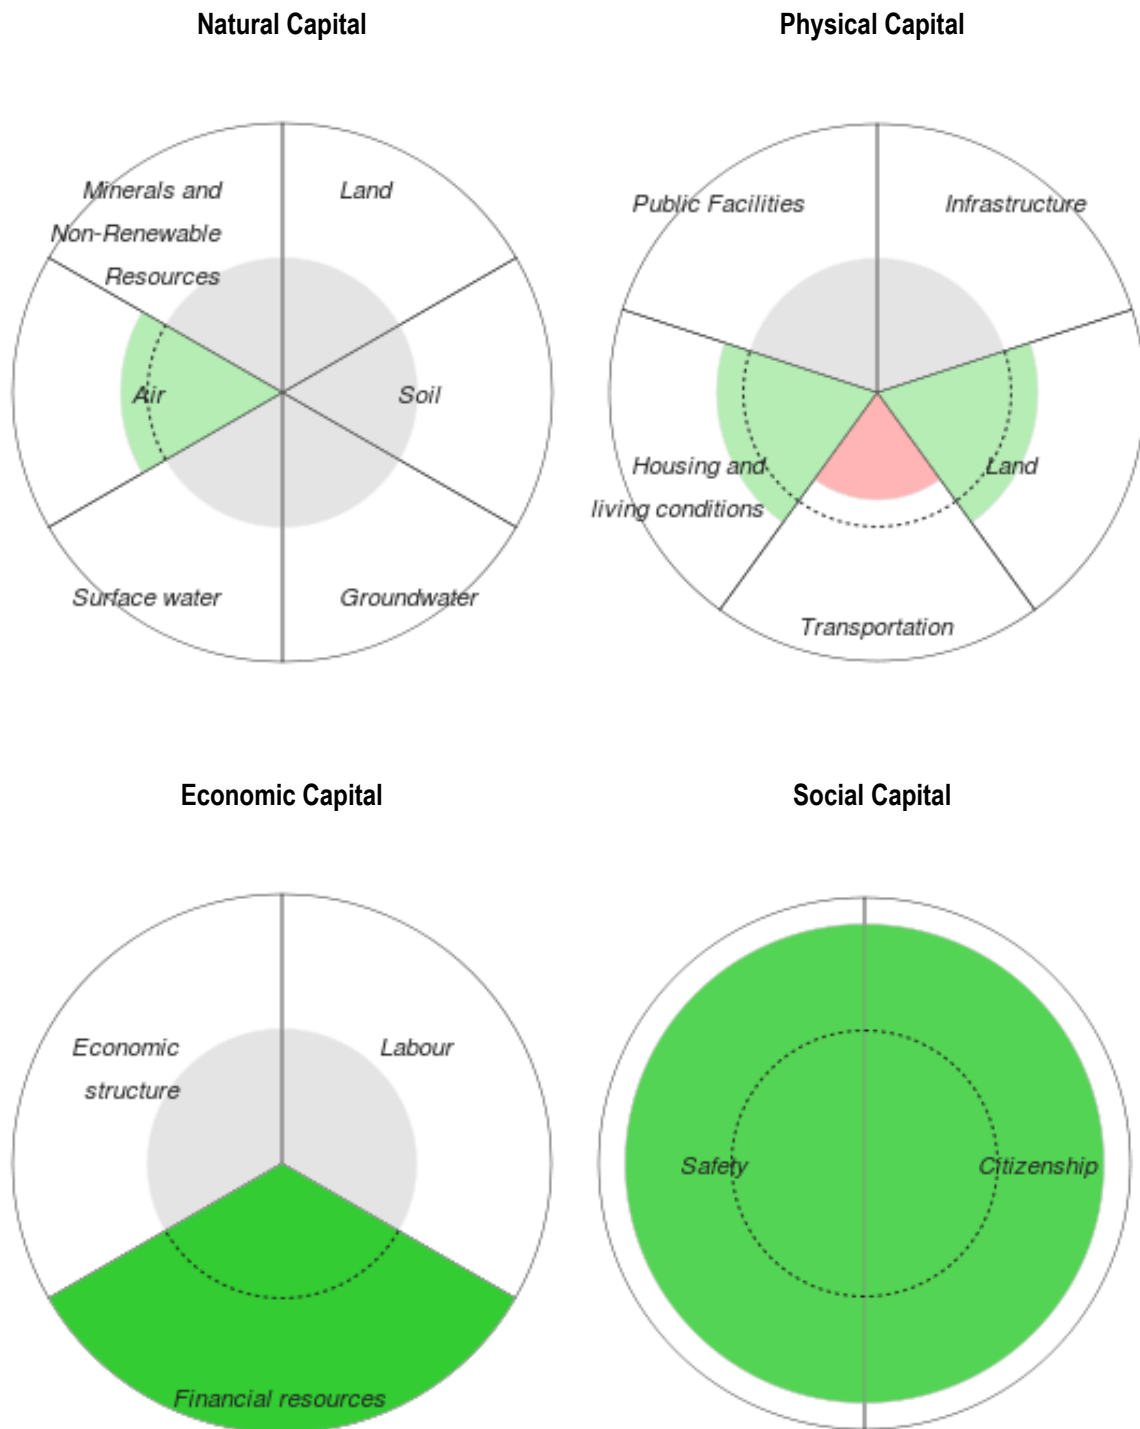 Natural Capital
Minerals and
Non-Renewable
Resources
Land
Air
Soil
Surface water
Groundwater
Physical Capital
Public Facilities
Infrastructure
Housing and
living conditions
Land
Transportation
Economic Capital
Economic
structure
Labour
Financial resources
Social Capital
Safety
Citizenship